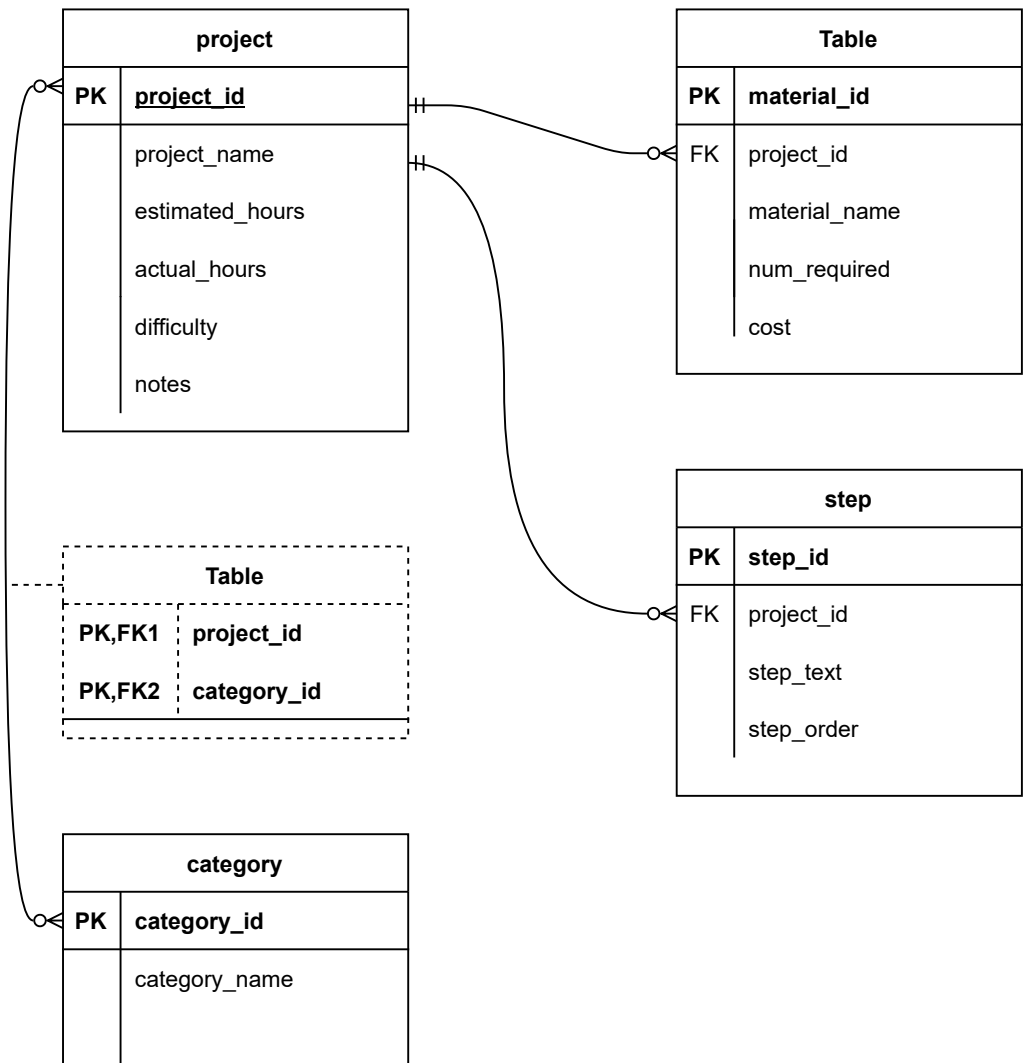 project
PK project_id
project_name
estimated_hours
actual_hours
difficulty
notes
Table
PK material_id
FK project_id
material_name
num_required
cost
step
PK step_id
FK project_id
step_text
step_order
Table
PK,FK1 project_id
PK,FK2 category_id
category
PK category_id
category_name